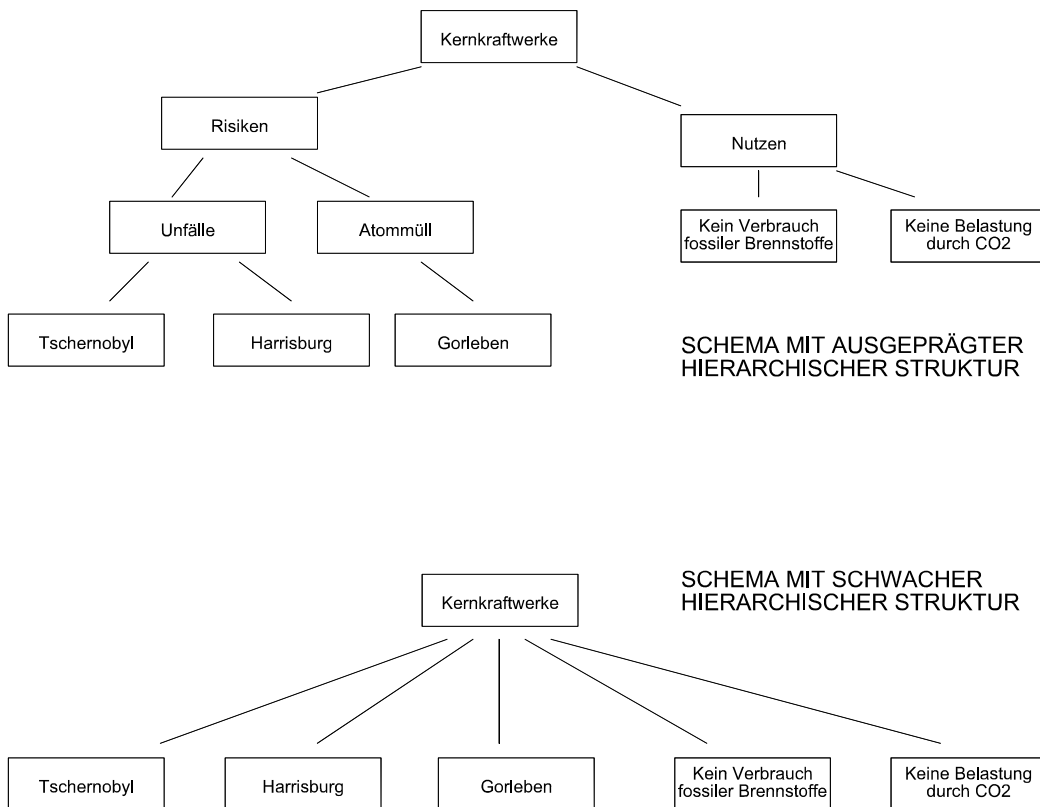 Kernkraftwerke
Risiken
Nutzen
Unfälle
Atommüll
Kein Verbrauch
fossiler Brennstoffe
Keine Belastung
durch CO2
Tschernobyl
Harrisburg
Gorleben
SCHEMA MIT AUSGEPRÄGTER
HIERARCHISCHER STRUKTUR
SCHEMA MIT SCHWACHER
HIERARCHISCHER STRUKTUR
Kernkraftwerke
Tschernobyl
Harrisburg
Gorleben
Kein Verbrauch
fossiler Brennstoffe
Keine Belastung
durch CO2